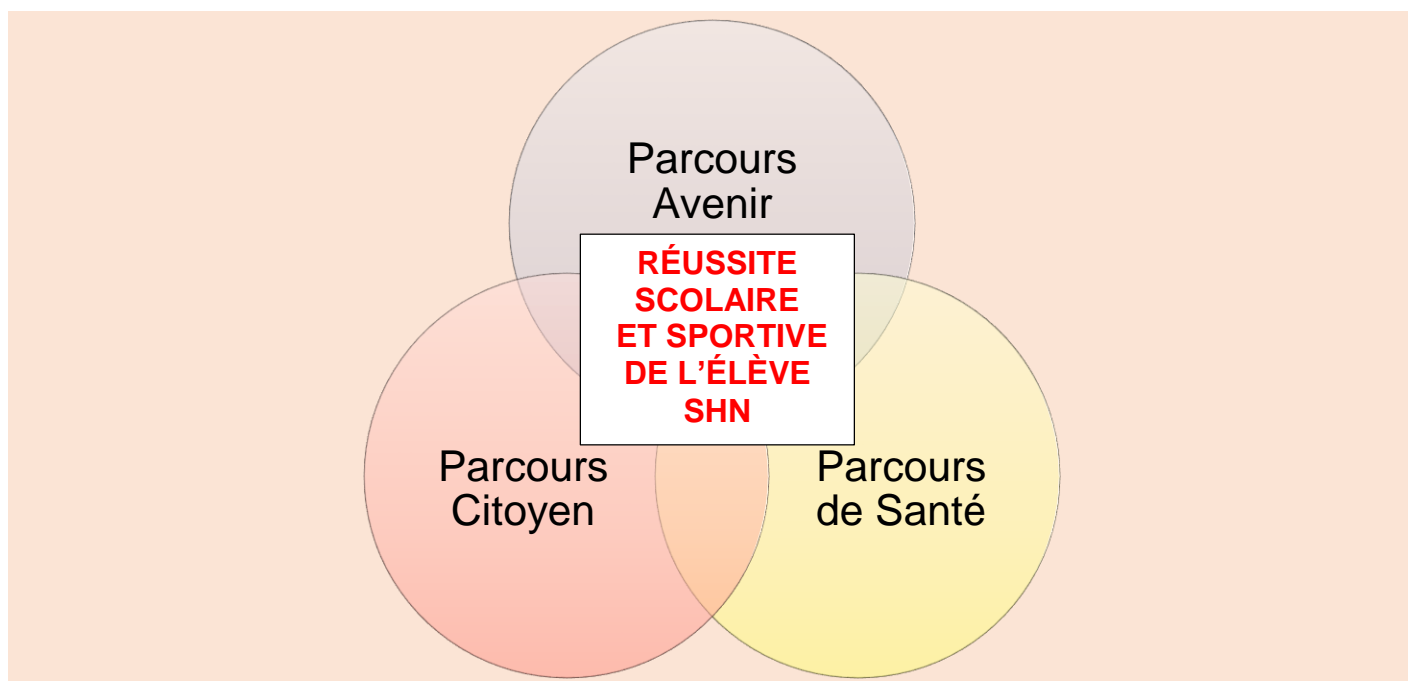 Parcours
Avenir
RÉUSSITE
SCOLAIRE
ET SPORTIVE
DE L’ÉLÈVE
SHN
Parcours
Citoyen
Parcours
de Santé